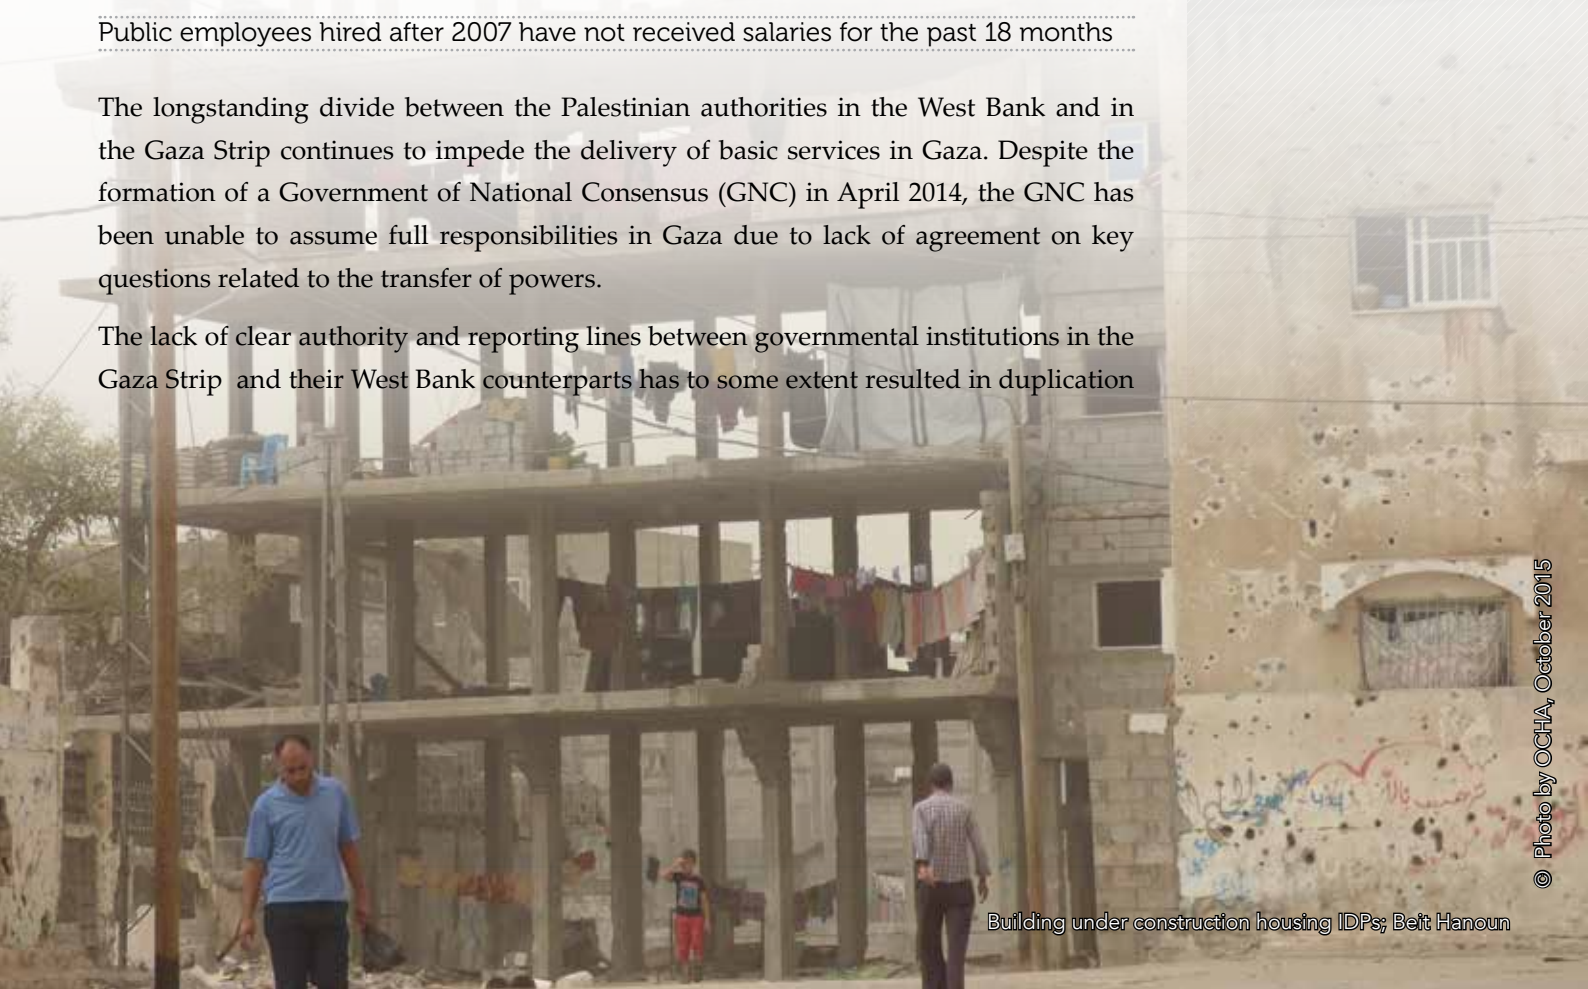 Public employees hired after 2007 have not received salaries for the past 18 months
The longstanding divide between the Palestinian authorities in the West Bank and in
the Gaza Strip continues to impede the delivery of basic services in Gaza. Despite the
formation of a Government of National Consensus (GNC) in April 2014, the GNC has
been unable to assume full responsibilities in Gaza due to lack of agreement on key
questions related to the transfer of powers.
The lack of clear authority and reporting lines between governmental institutions in the
Gaza Strip and their West Bank counterparts has to some extent resulted in duplication
© Photo by OCHA, October 2015
Building under construction housing IDPs; Beit Hanoun